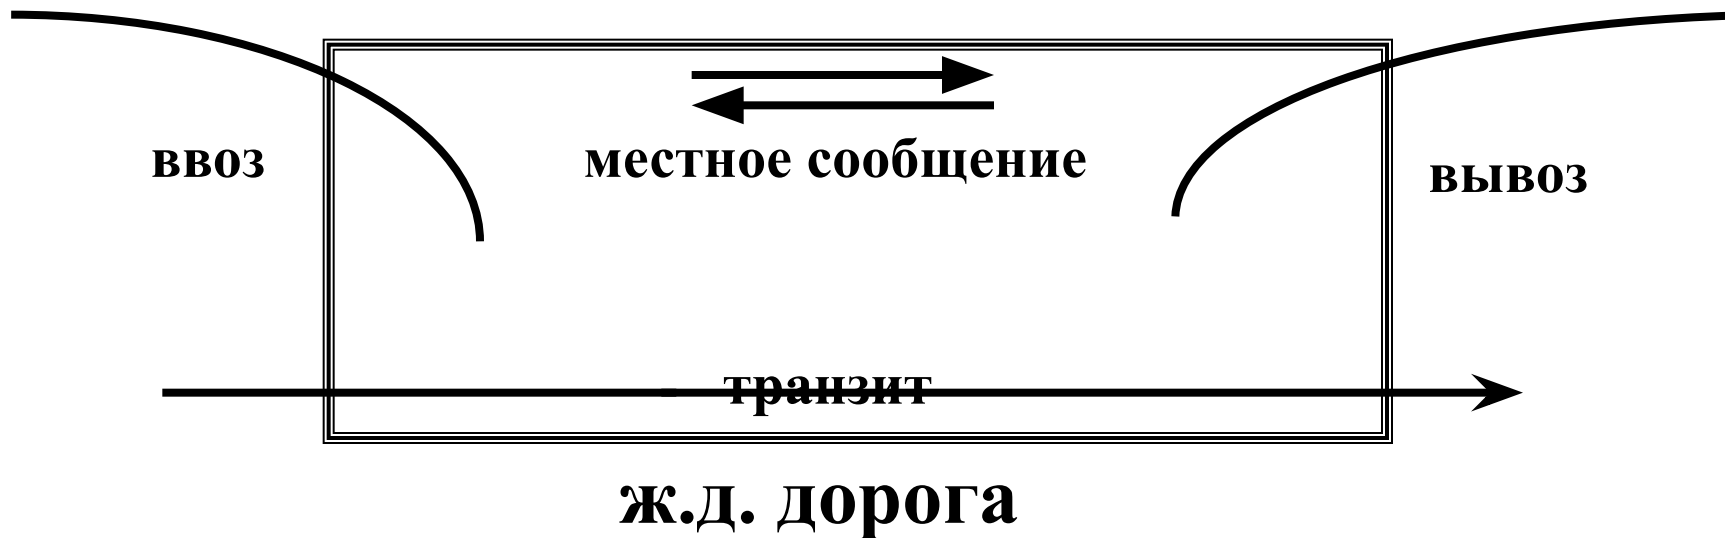 местное сообщение
ввоз
вывоз
транзит
ж.д. дорога